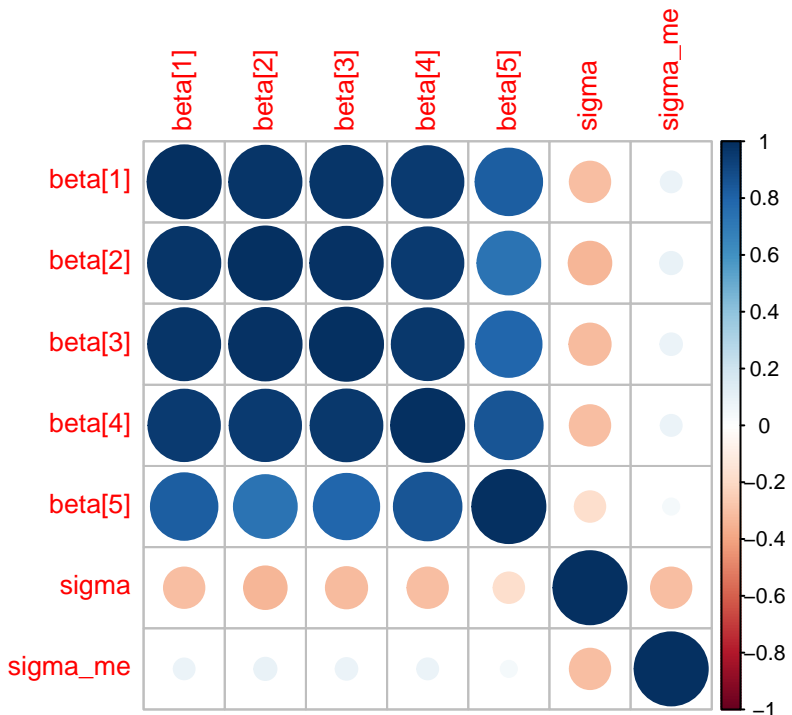 beta[1]
beta[2]
beta[3]
beta[4]
beta[5]
sigma
sigma_me
beta[1]
beta[2]
beta[3]
beta[4]
beta[5]
sigma
sigma_me
1
0.8
0.6
0.4
0.2
0
−0.2
−0.4
−0.6
−0.8
−1